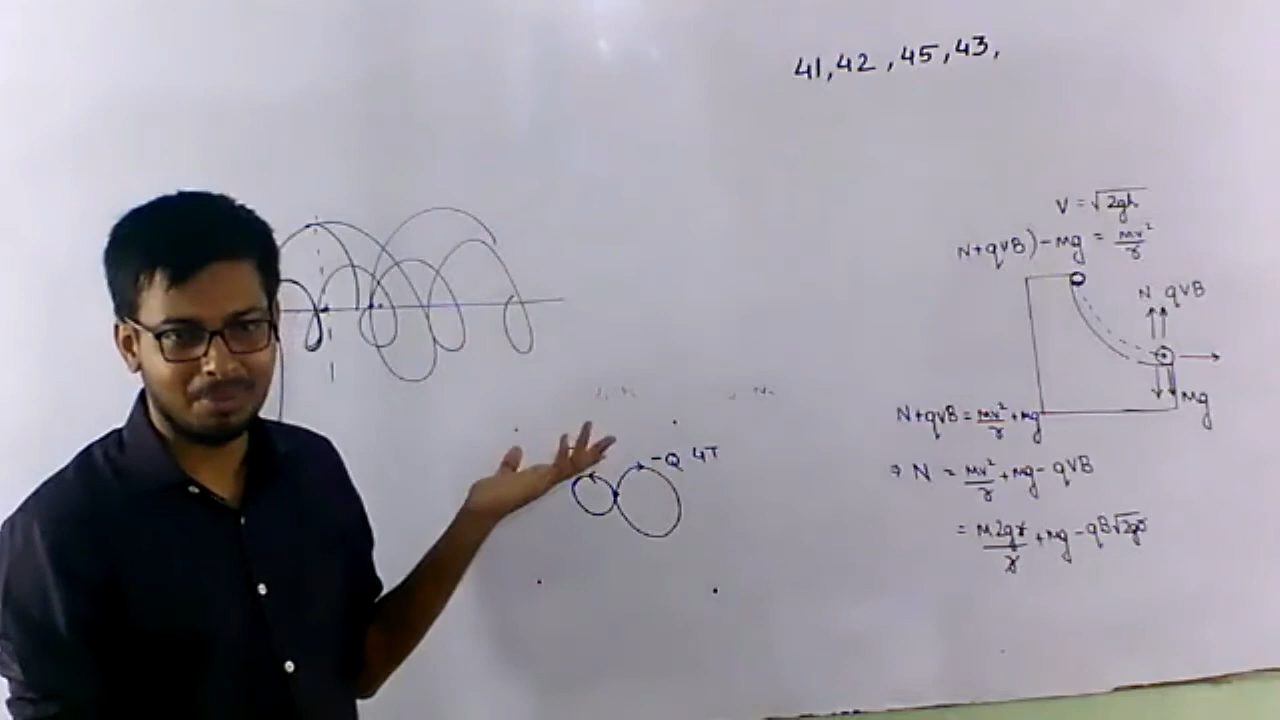 41, 42, 45, 43,
V = √2gh
N+qVB) - Mg = Mv²/r
N qVB
Mg
N+qVB = Mv²/r + Mg
-Q 4T
⇒ N = Mv²/r + Mg - qVB
= M2gr/r + Mg - qB√2gr